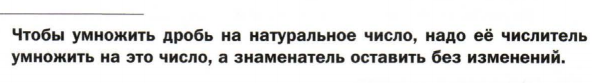 Чтобы умножить дробь на натуральное число, надо её числитель
умножить на это число, а знаменатель оставить без изменений.